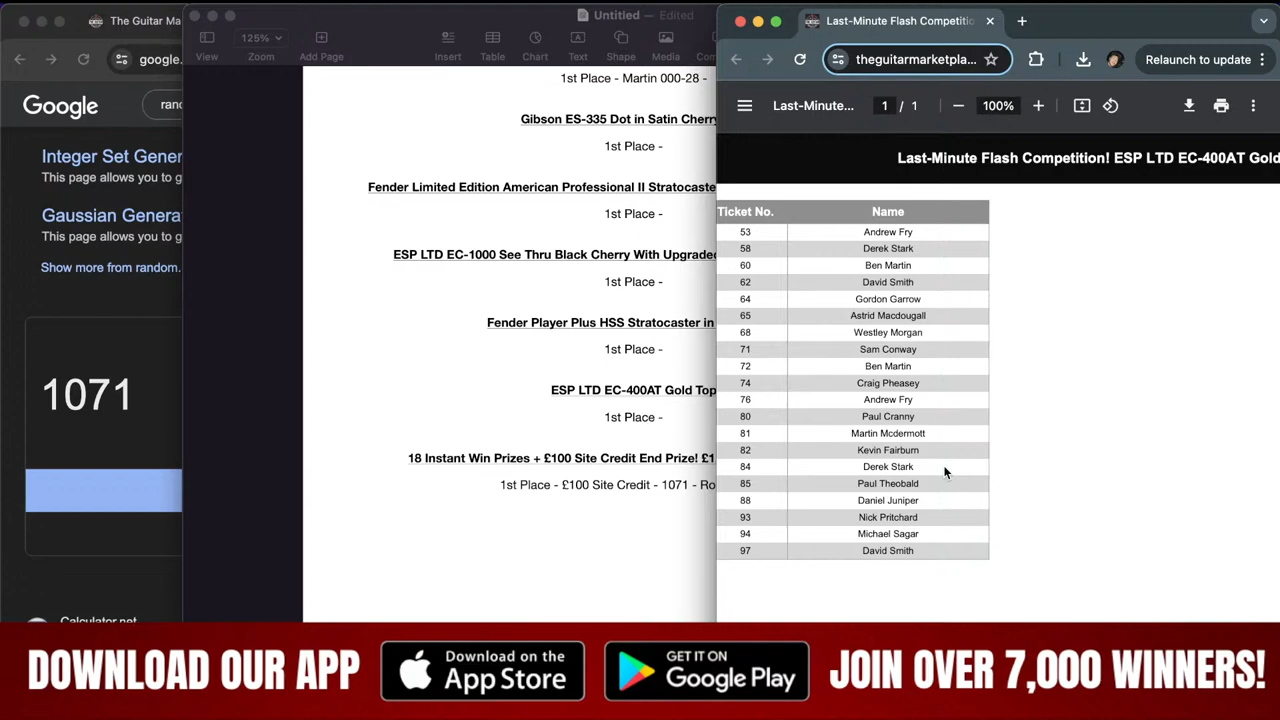 The Guitar Ma
google.
Google
rand
Integer Set Gener
This page allows you to g
Gaussian Generat
This page allows you to g
Show more from random.
1071
Calculator.net
Untitled — Edited
125%
View
Zoom
Add Page
Insert
Table
Chart
Text
Shape
Media
Com
1st Place - Martin 000-28 -
Gibson ES-335 Dot in Satin Cherry
1st Place -
Fender Limited Edition American Professional II Stratocaste
1st Place -
ESP LTD EC-1000 See Thru Black Cherry With Upgraded
1st Place -
Fender Player Plus HSS Stratocaster in
1st Place -
ESP LTD EC-400AT Gold Top
1st Place -
18 Instant Win Prizes + £100 Site Credit End Prize! £1
1st Place - £100 Site Credit - 1071 - Ro
Last-Minute Flash Competitio
theguitarmarketpla...
Relaunch to update
Last-Minute...
1 / 1
100%
Last-Minute Flash Competition! ESP LTD EC-400AT Gold
Ticket No. Name
53 Andrew Fry
58 Derek Stark
60 Ben Martin
62 David Smith
64 Gordon Garrow
65 Astrid Macdougall
68 Westley Morgan
71 Sam Conway
72 Ben Martin
74 Craig Pheasey
76 Andrew Fry
80 Paul Cranny
81 Martin Mcdermott
82 Kevin Fairburn
84 Derek Stark
85 Paul Theobald
88 Daniel Juniper
93 Nick Pritchard
94 Michael Sagar
97 David Smith
DOWNLOAD OUR APP
Download on the
App Store
GET IT ON
Google Play
JOIN OVER 7,000 WINNERS!